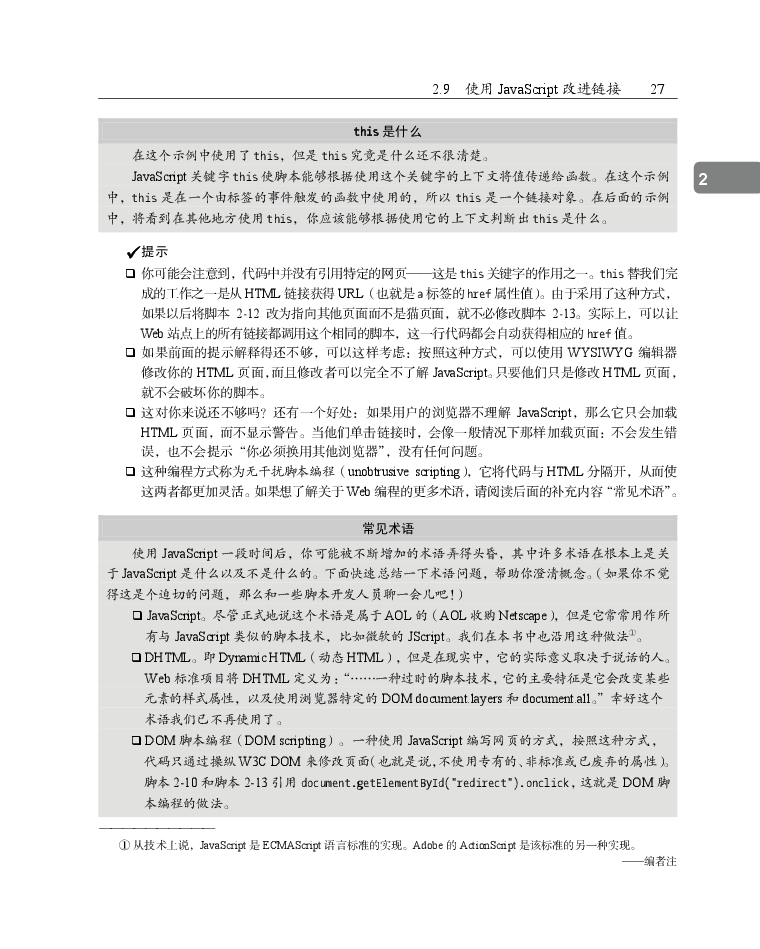 2.9 使用 JavaScript 改进链接 27
this 是什么
在这个示例中使用了 this，但是 this 究竟是什么还不很清楚。
JavaScript 关键字 this 使脚本能够根据使用这个关键字的上下文将值传递给函数。在这个示例
中，this 是在一个由标签的事件触发的函数中使用的，所以 this 是一个链接对象。在后面的示例
中，将看到在其他地方使用 this，你应该能够根据使用它的上下文判断出 this 是什么。
2
✓提示
❑ 你可能会注意到，代码中并没有引用特定的网页——这是 this 关键字的作用之一。this 替我们完
成的工作之一是从 HTML 链接获得 URL（也就是 a 标签的 href 属性值）。由于采用了这种方式，
如果以后将脚本 2-12 改为指向其他页面而不是猫页面，就不必修改脚本 2-13。实际上，可以让
Web 站点上的所有链接都调用这个相同的脚本，这一行代码都会自动获得相应的 href 值。
❑ 如果前面的提示解释得还不够，可以这样考虑：按照这种方式，可以使用 WYSIWYG 编辑器
修改你的 HTML 页面，而且修改者可以完全不了解 JavaScript。只要他们只是修改 HTML 页面，
就不会破坏你的脚本。
❑ 这对你来说还不够吗？还有一个好处：如果用户的浏览器不理解 JavaScript，那么它只会加载
HTML 页面，而不显示警告。当他们单击链接时，会像一般情况下那样加载页面：不会发生错
误，也不会提示“你必须换用其他浏览器”，没有任何问题。
❑ 这种编程方式称为无干扰脚本编程（unobtrusive scripting），它将代码与 HTML 分隔开，从而使
这两者都更加灵活。如果想了解关于 Web 编程的更多术语，请阅读后面的补充内容“常见术语”。
常见术语
使用 JavaScript 一段时间后，你可能被不断增加的术语弄得头昏，其中许多术语在根本上是关
于 JavaScript 是什么以及不是什么的。下面快速总结一下术语问题，帮助你澄清概念。（如果你不觉
得这是个迫切的问题，那么和一些脚本开发人员聊一会儿吧！）
❑ JavaScript。尽管正式地说这个术语是属于 AOL 的（AOL 收购 Netscape），但是它常常用作所
有与 JavaScript 类似的脚本技术，比如微软的 JScript。我们在本书中也沿用这种做法①。
❑ DHTML。即 Dynamic HTML（动态 HTML），但是在现实中，它的实际意义取决于说话的人。
Web 标准项目将 DHTML 定义为：“……一种过时的脚本技术，它的主要特征是它会改变某些
元素的样式属性，以及使用浏览器特定的 DOM document.layers 和 document.all。”幸好这个
术语我们已不再使用了。
❑ DOM 脚本编程（DOM scripting）。一种使用 JavaScript 编写网页的方式，按照这种方式，
代码只通过操纵 W3C DOM 来修改页面（也就是说，不使用专有的、非标准或已废弃的属性）。
脚本 2-10 和脚本 2-13 引用 document.getElementById("redirect").onclick，这就是 DOM 脚
本编程的做法。
① 从技术上说，JavaScript 是 ECMAScript 语言标准的实现。Adobe 的 ActionScript 是该标准的另一种实现。
——编者注